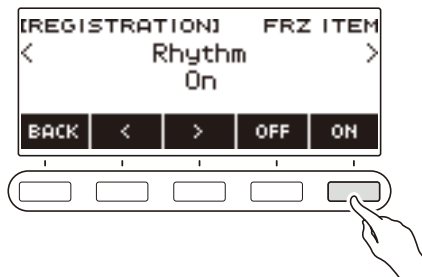 [REGISTRATION] FRZ ITEM
< Rhythm >
On
BACK < > OFF ON